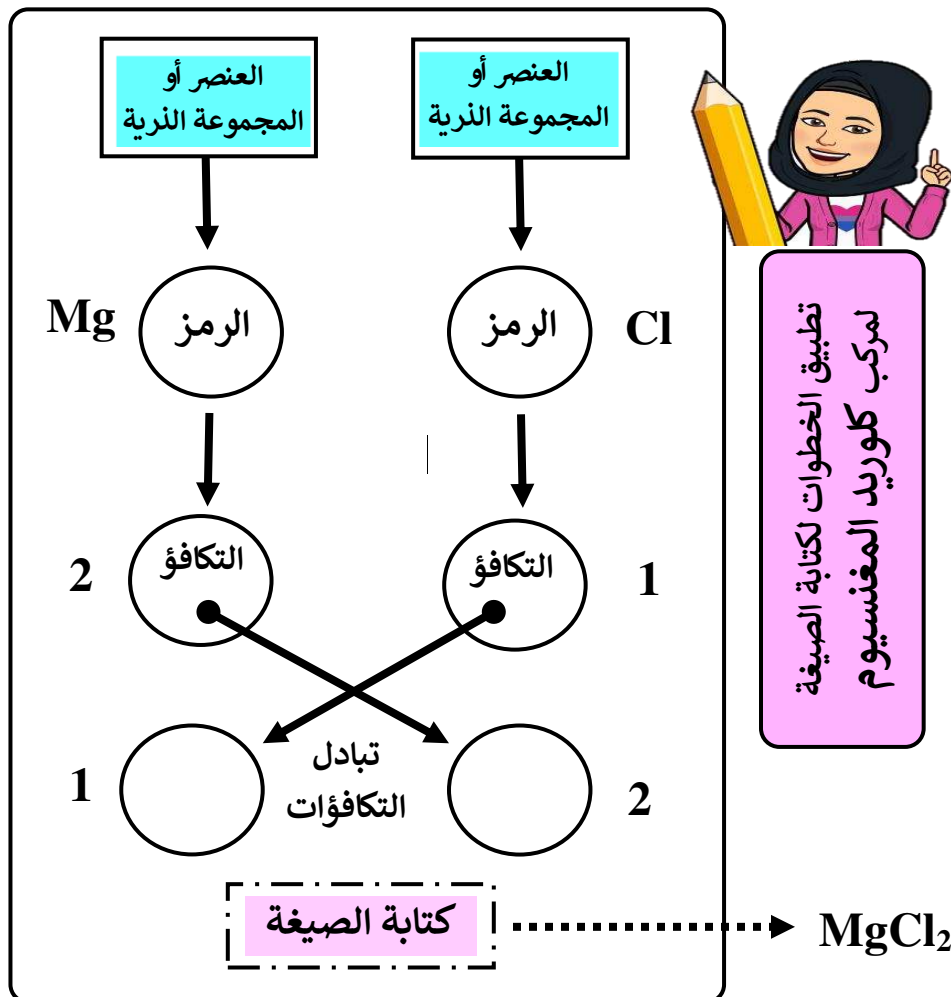 العنصر أو
المجموعة الذرية
العنصر أو
المجموعة الذرية
Cl
الرمز
الرمز
Mg
1
التكافؤ
التكافؤ
2
2
تبادل
التكافؤات
1
كتابة الصيغة
MgCl₂
تطبيق الخطوات لكتابة الصيغة
لمركب كلوريد المغنسيوم